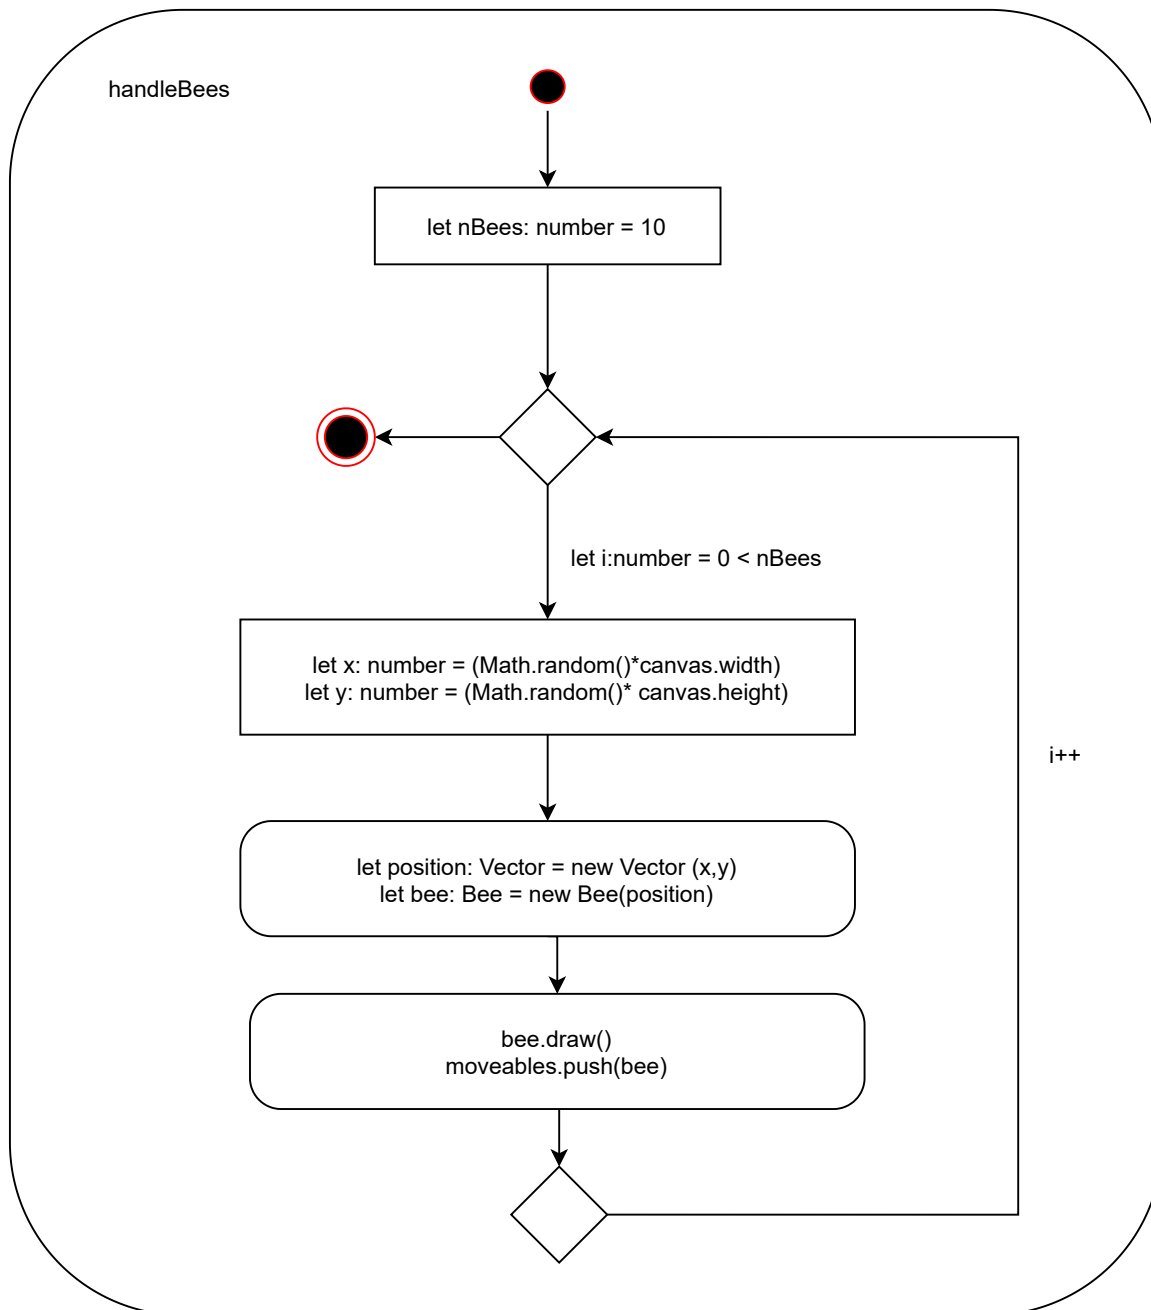 handleBees
let nBees: number = 10
let i:number = 0 < nBees
let x: number = (Math.random()*canvas.width)
let y: number = (Math.random()* canvas.height)
i++
let position: Vector = new Vector (x,y)
let bee: Bee = new Bee(position)
bee.draw()
moveables.push(bee)